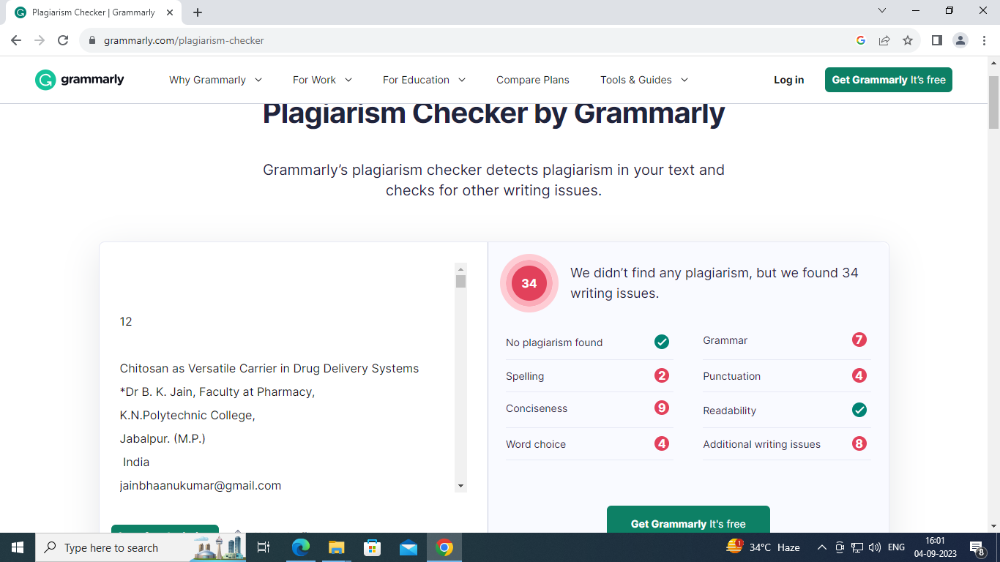 Plagiarism Checker | Grammarly
grammarly.com/plagiarism-checker
grammarly
Why Grammarly
For Work
For Education
Compare Plans
Tools & Guides
Log in
Get Grammarly It's free
Plagiarism Checker by Grammarly
Grammarly's plagiarism checker detects plagiarism in your text and
checks for other writing issues.
12
Chitosan as Versatile Carrier in Drug Delivery Systems
*Dr B. K. Jain, Faculty at Pharmacy,
K.N.Polytechnic College,
Jabalpur. (M.P.)
India
jainbhaanukumar@gmail.com
34
We didn't find any plagiarism, but we found 34
writing issues.
No plagiarism found
Grammar 7
Spelling 2
Punctuation 4
Conciseness 9
Readability
Word choice 4
Additional writing issues 8
Get Grammarly It's free
Type here to search
1
34°C Haze
ENG
16:01
04-09-2023
8